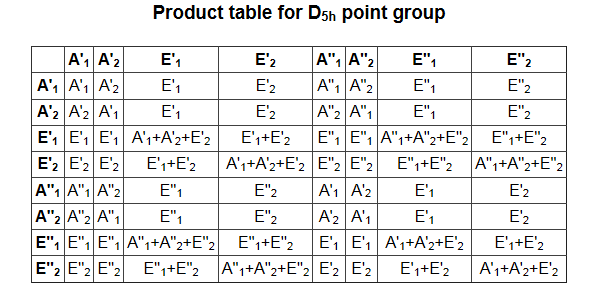 Product table for D₅ₕ point group
A'₁ A'₂ E'₁ E'₂ A"₁ A"₂ E"₁ E"₂
A'₁ A'₁ A'₂ E'₁ E'₂ A"₁ A"₂ E"₁ E"₂
A'₂ A'₂ A'₁ E'₁ E'₂ A"₂ A"₁ E"₁ E"₂
E'₁ E'₁ E'₁ A'₁+A'₂+E'₂ E'₁+E'₂ E"₁ E"₁ A"₁+A"₂+E"₂ E"₁+E"₂
E'₂ E'₂ E'₂ E'₁+E'₂ A'₁+A'₂+E'₂ E"₂ E"₂ E"₁+E"₂ A"₁+A"₂+E"₂
A"₁ A"₁ A"₂ E"₁ E"₂ A'₁ A'₂ E'₁ E'₂
A"₂ A"₂ A"₁ E"₁ E"₂ A'₂ A'₁ E'₁ E'₂
E"₁ E"₁ E"₁ A"₁+A"₂+E"₂ E"₁+E"₂ E'₁ E'₁ A'₁+A'₂+E'₂ E'₁+E'₂
E"₂ E"₂ E"₂ E"₁+E"₂ A"₁+A"₂+E"₂ E'₂ E'₂ E'₁+E'₂ A'₁+A'₂+E'₂